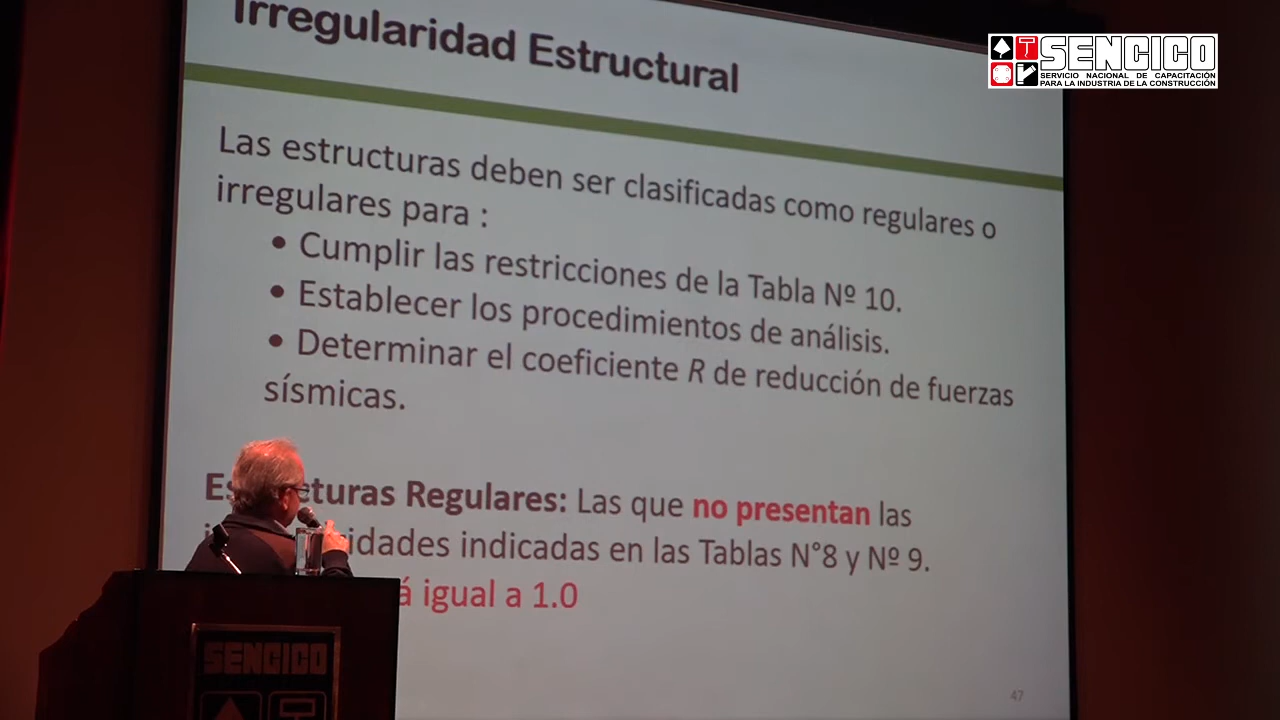 Irregularidad Estructural
SENCICO
SERVICIO NACIONAL DE CAPACITACIÓN
PARA LA INDUSTRIA DE LA CONSTRUCCIÓN
Las estructuras deben ser clasificadas como regulares o
irregulares para :
• Cumplir las restricciones de la Tabla Nº 10.
• Establecer los procedimientos de análisis.
• Determinar el coeficiente R de reducción de fuerzas
sísmicas.
Regulares: Las que no presentan las
indicadas en las Tablas N°8 y Nº 9.
igual a 1.0
47
SENCICO